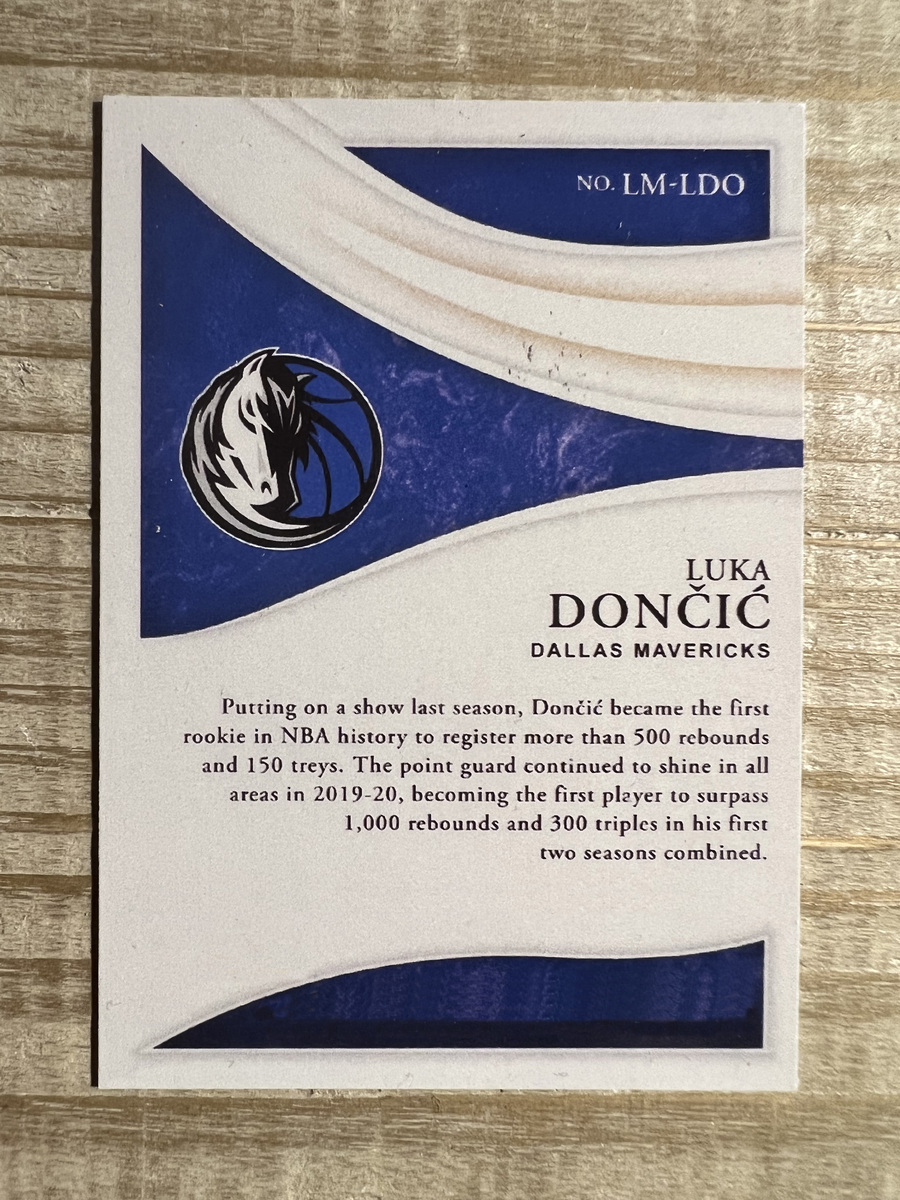 NO. LM-LDO
LUKA
DONČIĆ
DALLAS MAVERICKS
Putting on a show last season, Dončić became the first
rookie in NBA history to register more than 500 rebounds
and 150 treys. The point guard continued to shine in all
areas in 2019-20, becoming the first player to surpass
1,000 rebounds and 300 triples in his first
two seasons combined.